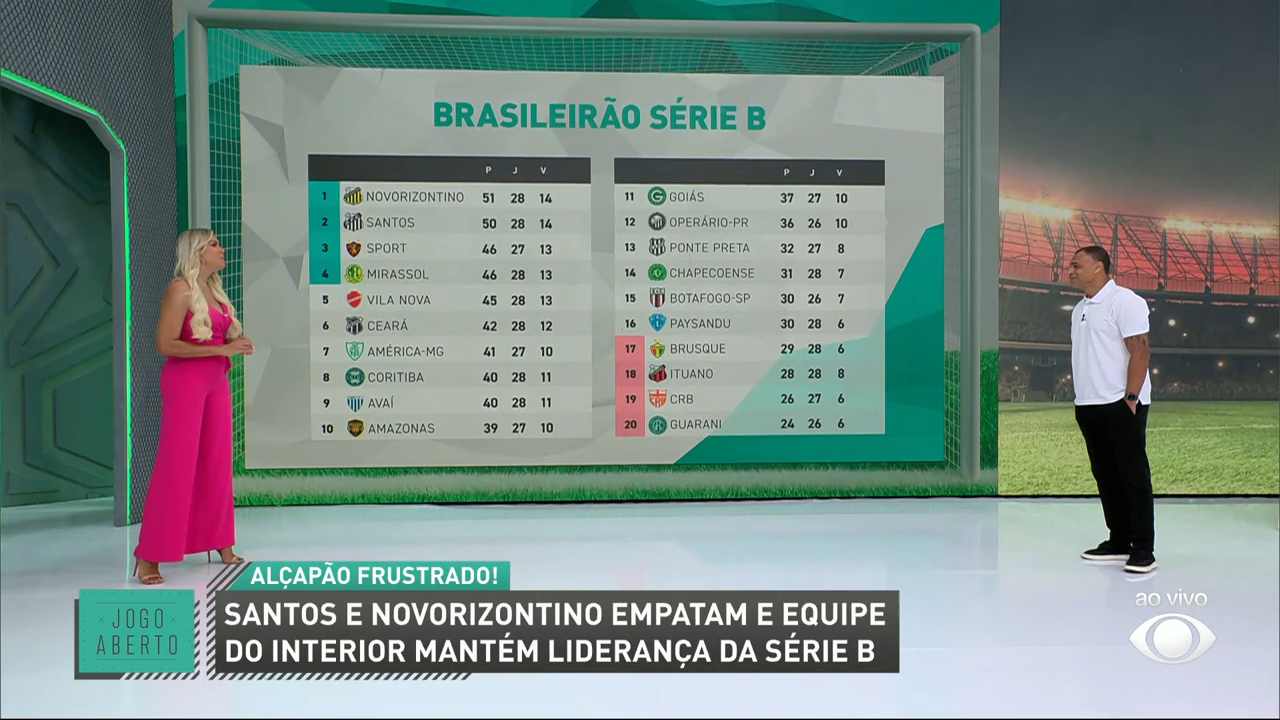 BRASILEIRÃO SÉRIE B
P J V
1 NOVORIZONTINO 51 28 14
2 SANTOS 50 28 14
3 SPORT 46 27 13
4 MIRASSOL 46 28 13
5 VILA NOVA 45 28 13
6 CEARÁ 42 28 12
7 AMÉRICA-MG 41 27 10
8 CORITIBA 40 28 11
9 AVAÍ 40 28 11
10 AMAZONAS 39 27 10
P J V
11 GOIÁS 37 27 10
12 OPERÁRIO-PR 36 26 10
13 PONTE PRETA 32 27 8
14 CHAPECOENSE 31 28 7
15 BOTAFOGO-SP 30 26 7
16 PAYSANDU 30 28 6
17 BRUSQUE 29 28 6
18 ITUANO 28 28 8
19 CRB 26 27 6
20 GUARANI 24 26 6
ALÇAPÃO FRUSTRADO!
JOGO
ABERTO
SANTOS E NOVORIZONTINO EMPATAM E EQUIPE
DO INTERIOR MANTÉM LIDERANÇA DA SÉRIE B
ao vivo